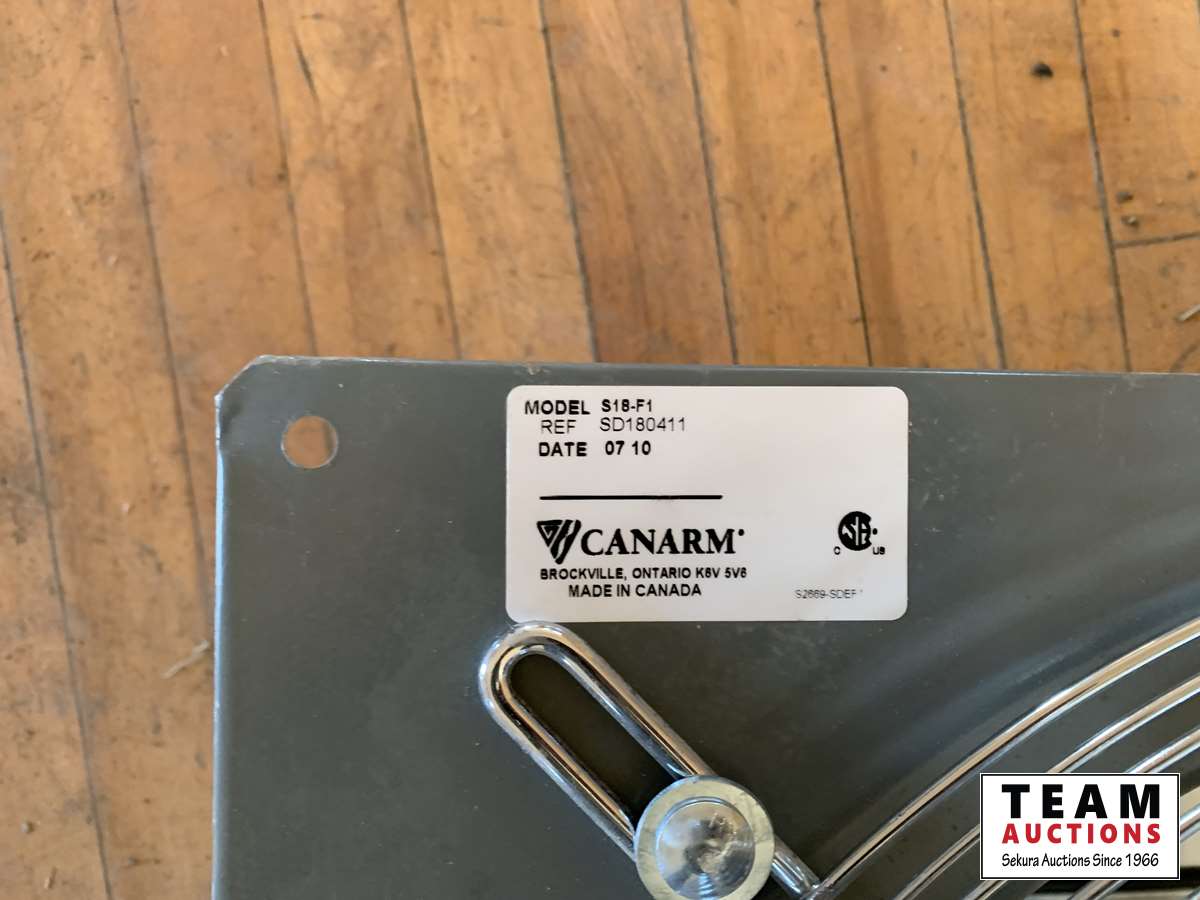 MODEL S18-F1
REF SD180411
DATE 07 10
CANARM
BROCKVILLE, ONTARIO K6V 5V6
MADE IN CANADA
C US
TEAM
AUCTIONS
Sekura Auctions Since 1966